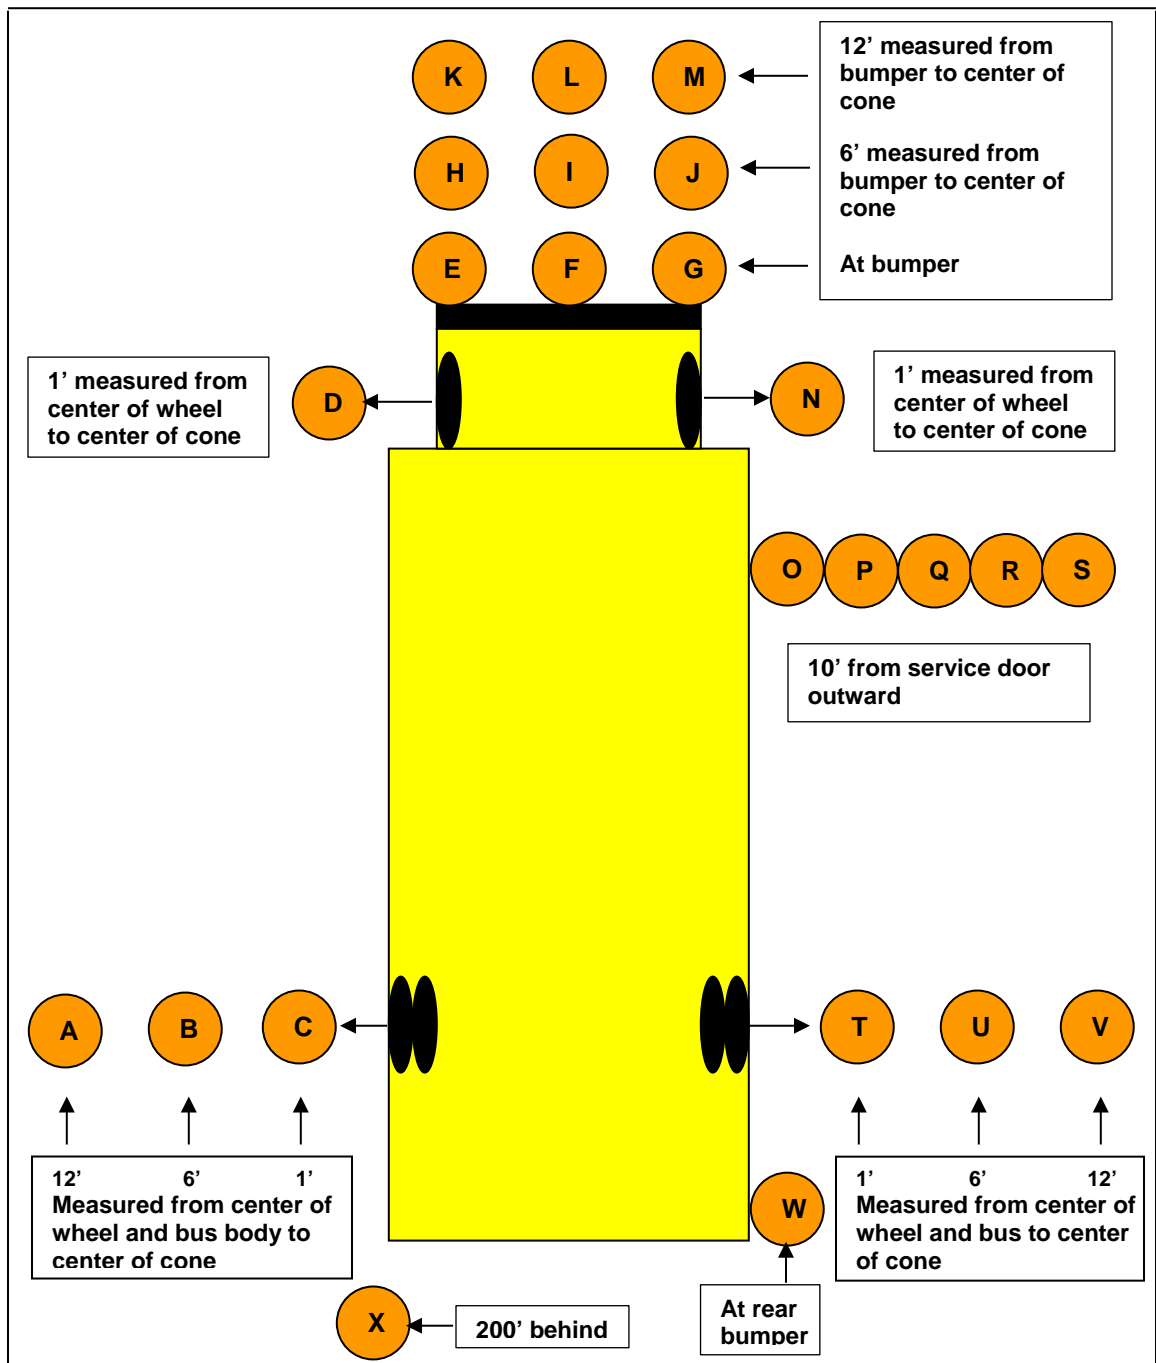 K L M
12’ measured from
bumper to center of
cone
H I J
6’ measured from
bumper to center of
cone
E F G
At bumper
1’ measured from
center of wheel
to center of cone
D
N
1’ measured from
center of wheel
to center of cone
O P Q R S
10’ from service door
outward
A B C
T U V
12’ 6’ 1’
Measured from center of
wheel and bus body to
center of cone
1’ 6’ 12’
Measured from center of
wheel and bus to center
of cone
W
At rear
bumper
X
200’ behind